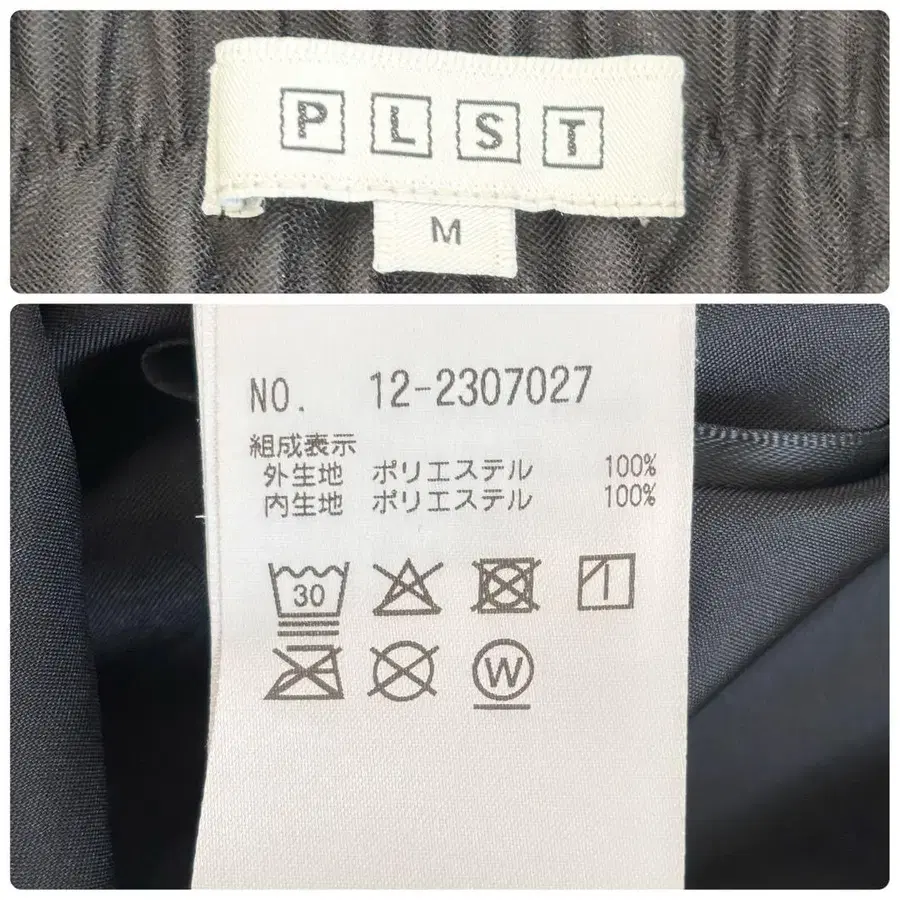 PLST
M
NO. 12-2307027
組成表示
外生地 ポリエステル 100%
内生地 ポリエステル 100%
30
W